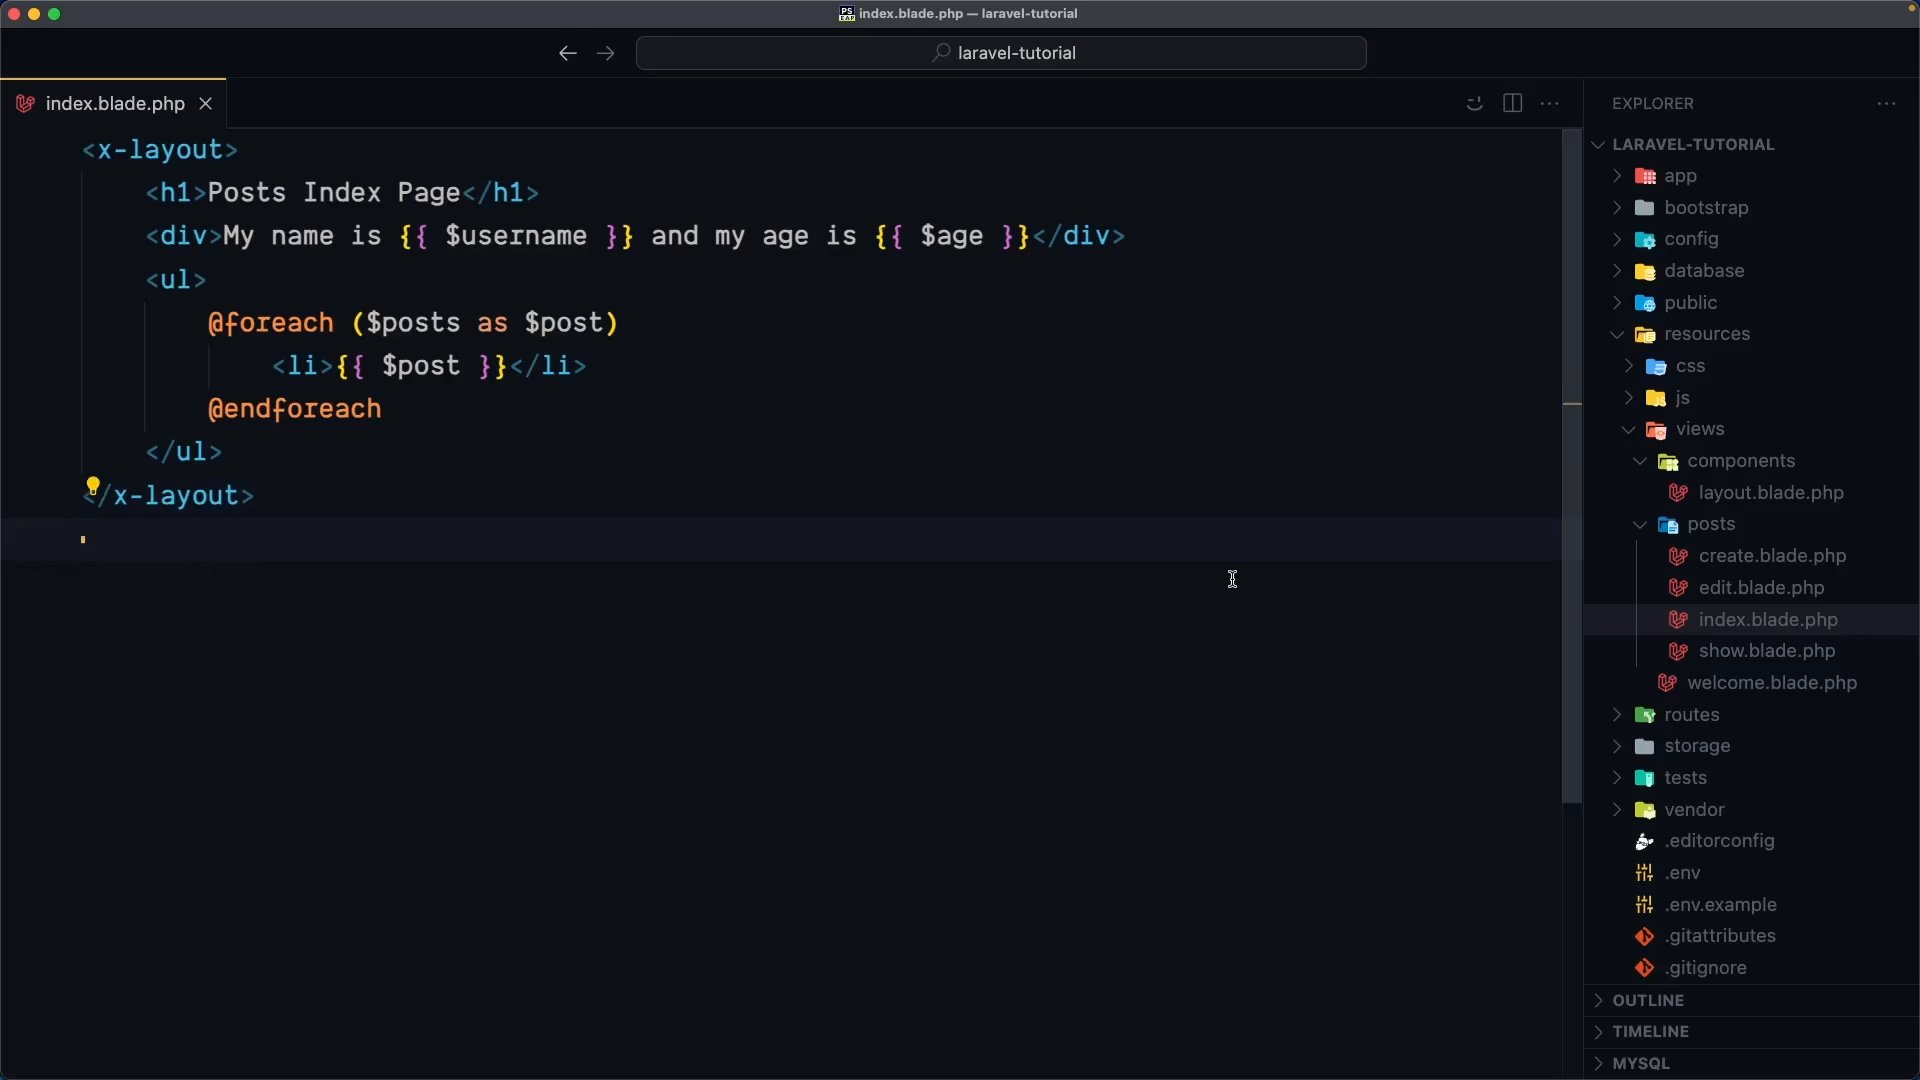 PS EAP index.blade.php — laravel-tutorial
laravel-tutorial
index.blade.php
<x-layout>
<h1>Posts Index Page</h1>
<div>My name is {{ $username }} and my age is {{ $age }}</div>
<ul>
@foreach ($posts as $post)
<li>{{ $post }}</li>
@endforeach
</ul>
</x-layout>
EXPLORER
LARAVEL-TUTORIAL
app
bootstrap
config
database
public
resources
css
js
views
components
layout.blade.php
posts
create.blade.php
edit.blade.php
index.blade.php
show.blade.php
welcome.blade.php
routes
storage
tests
vendor
.editorconfig
.env
.env.example
.gitattributes
.gitignore
OUTLINE
TIMELINE
MYSQL